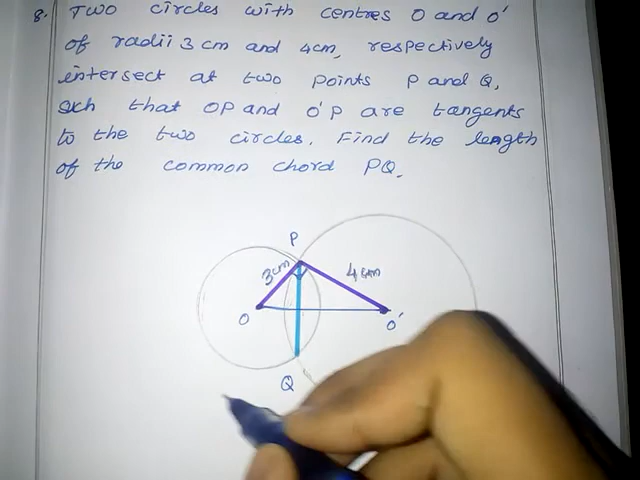 8. Two circles with centres O and O'
of radii 3 cm and 4cm, respectively
intersect at two points P and Q,
such that OP and O'P are tangents
to the two circles. Find the length
of the common chord PQ.
P
3cm
4cm
O
O'
Q